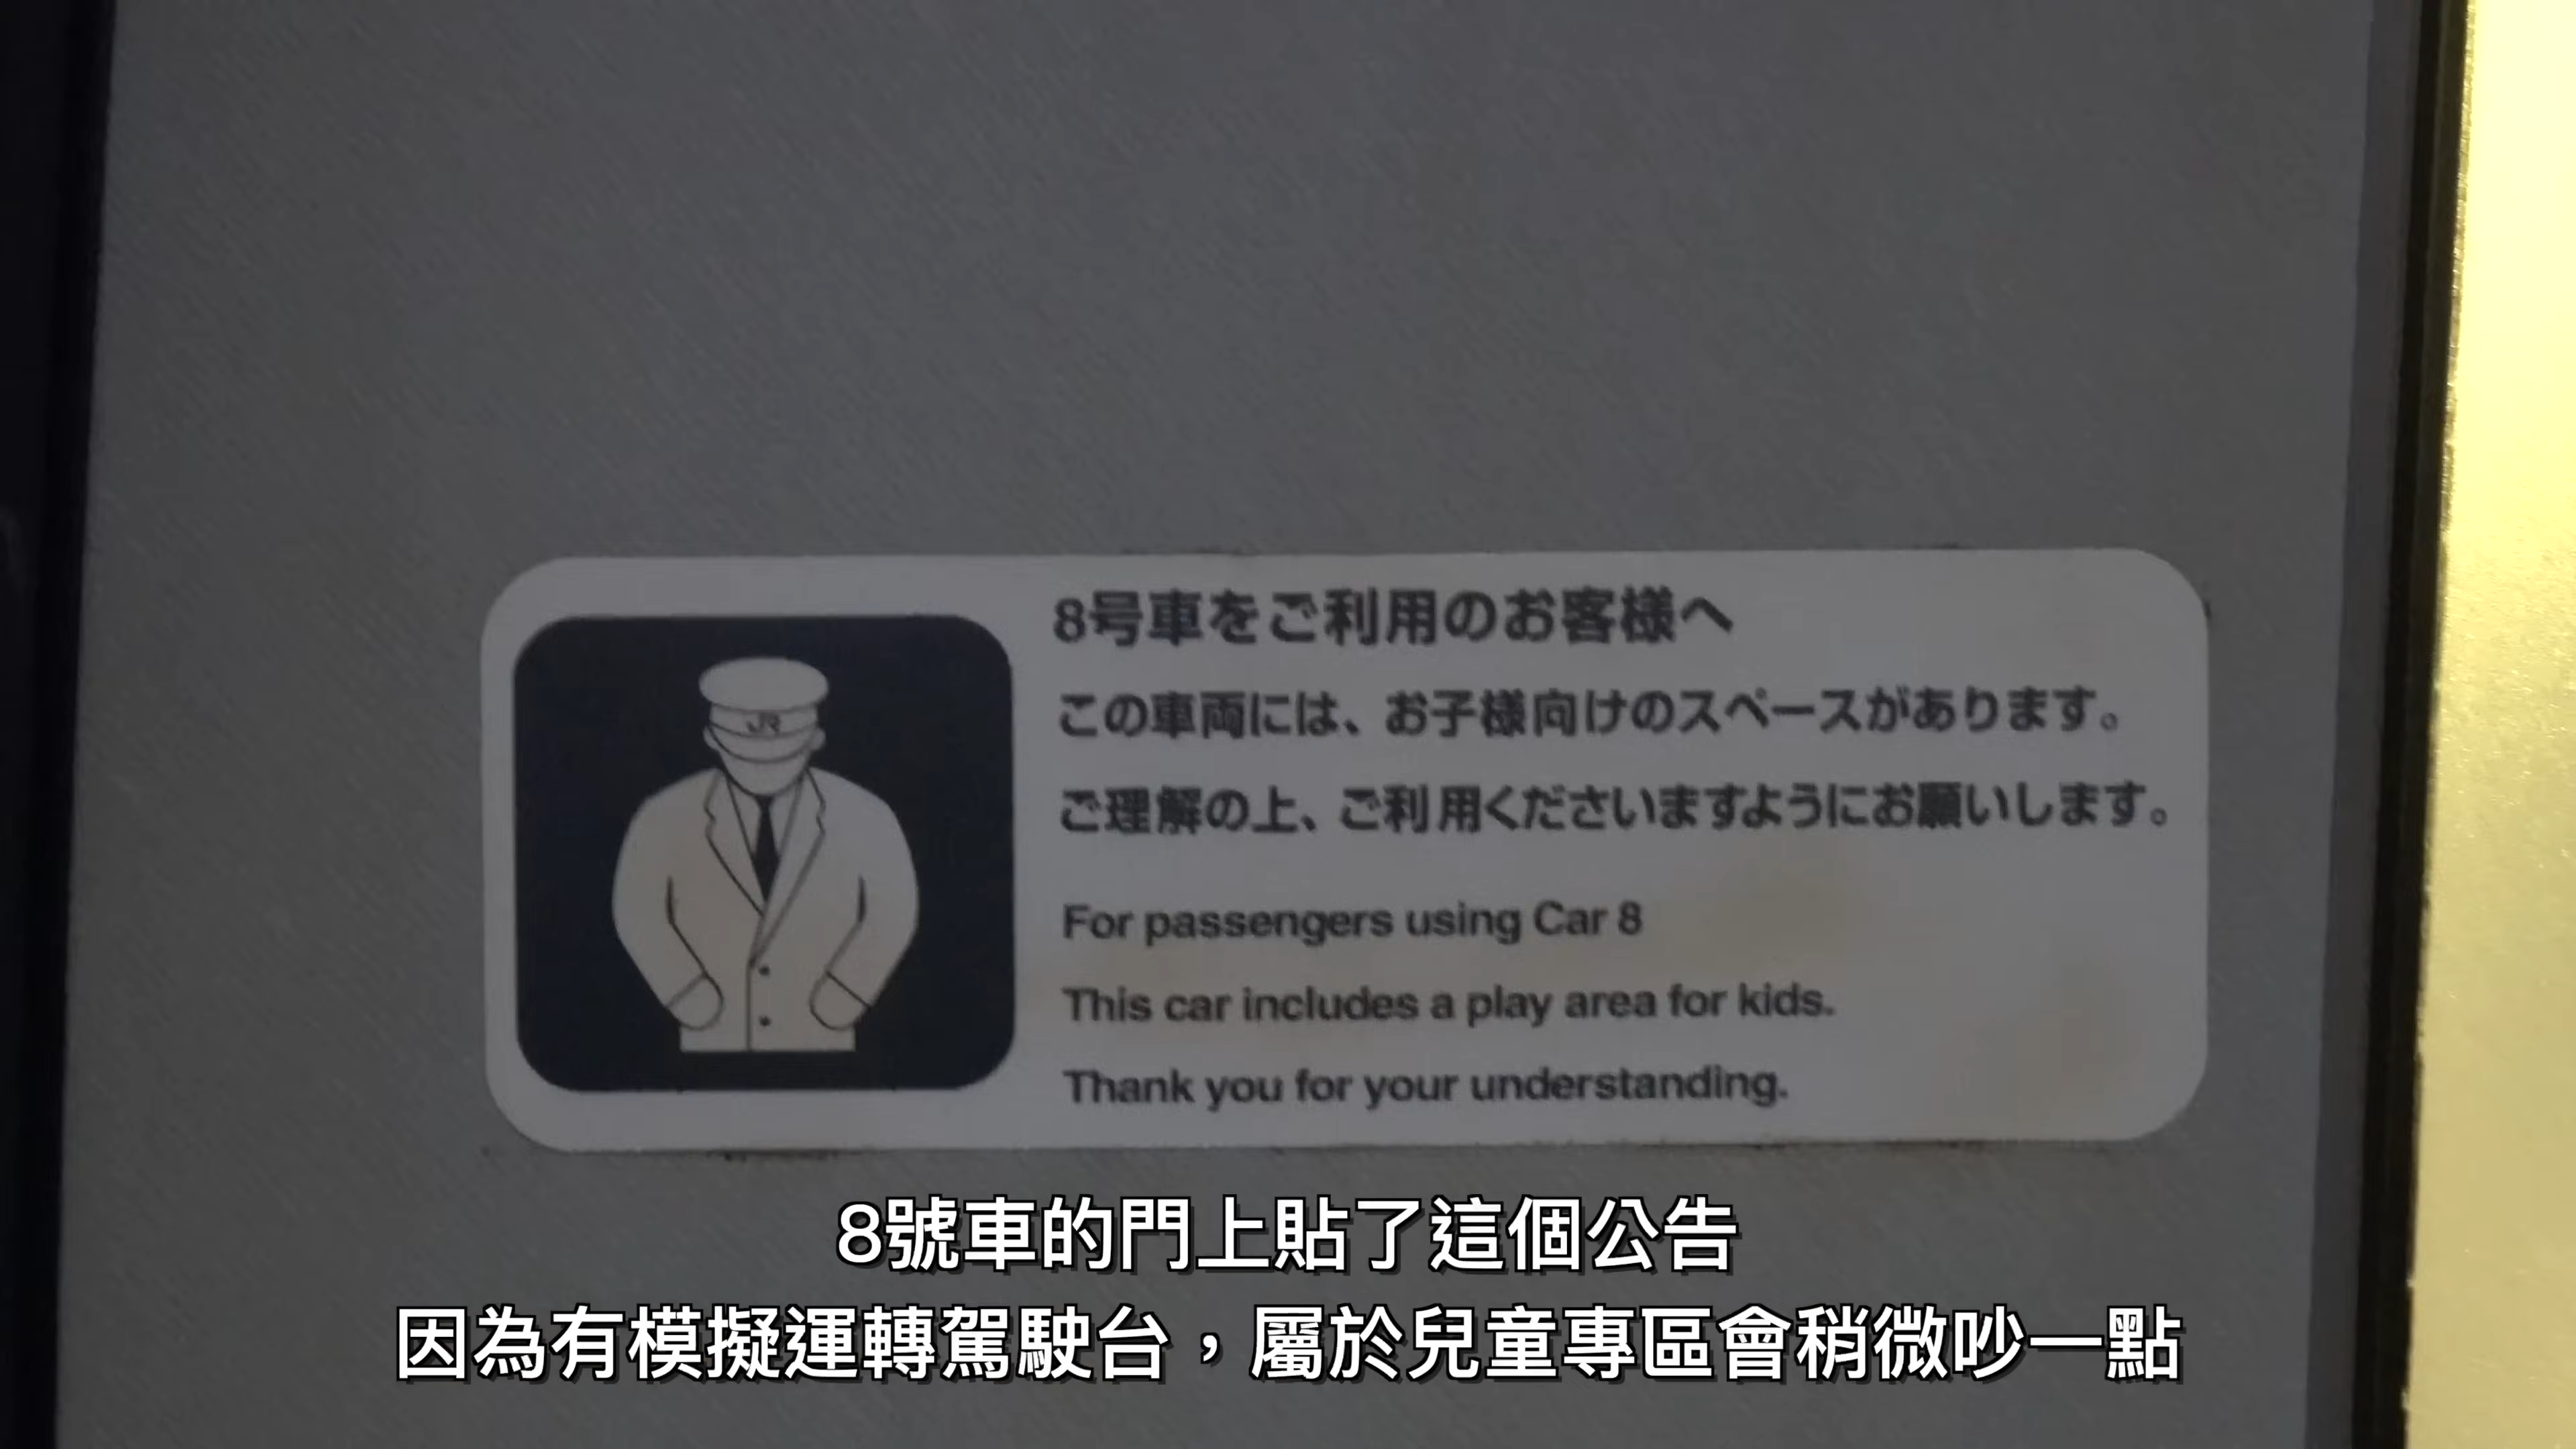 JR
8号車をご利用のお客様へ
この車両には、お子様向けのスペースがあります。
ご理解の上、ご利用くださいますようにお願いします。
For passengers using Car 8
This car includes a play area for kids.
Thank you for your understanding.
8號車的門上貼了這個公告
因為有模擬運轉駕駛台，屬於兒童專區會稍微吵一點